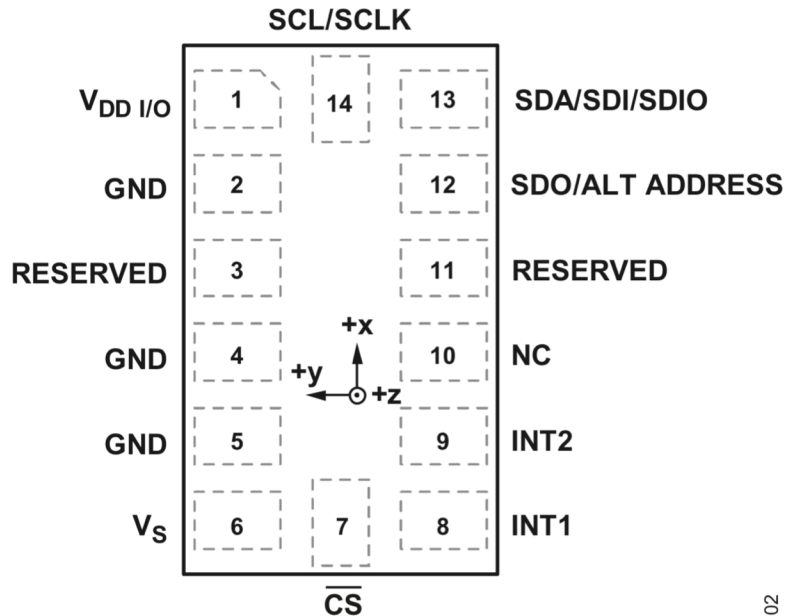 SCL/SCLK
VDD I/O 1 14 13 SDA/SDI/SDIO
GND 2 12 SDO/ALT ADDRESS
RESERVED 3 11 RESERVED
+x
GND 4 10 NC
+y
+z
GND 5 9 INT2
VS 6 7 8 INT1
CS
02